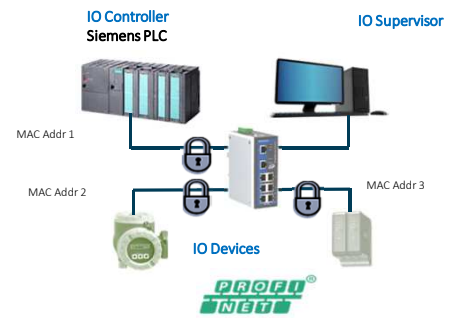 IO Controller
Siemens PLC
IO Supervisor
MAC Addr 1
MAC Addr 2
MAC Addr 3
IO Devices
PROFI
NET®